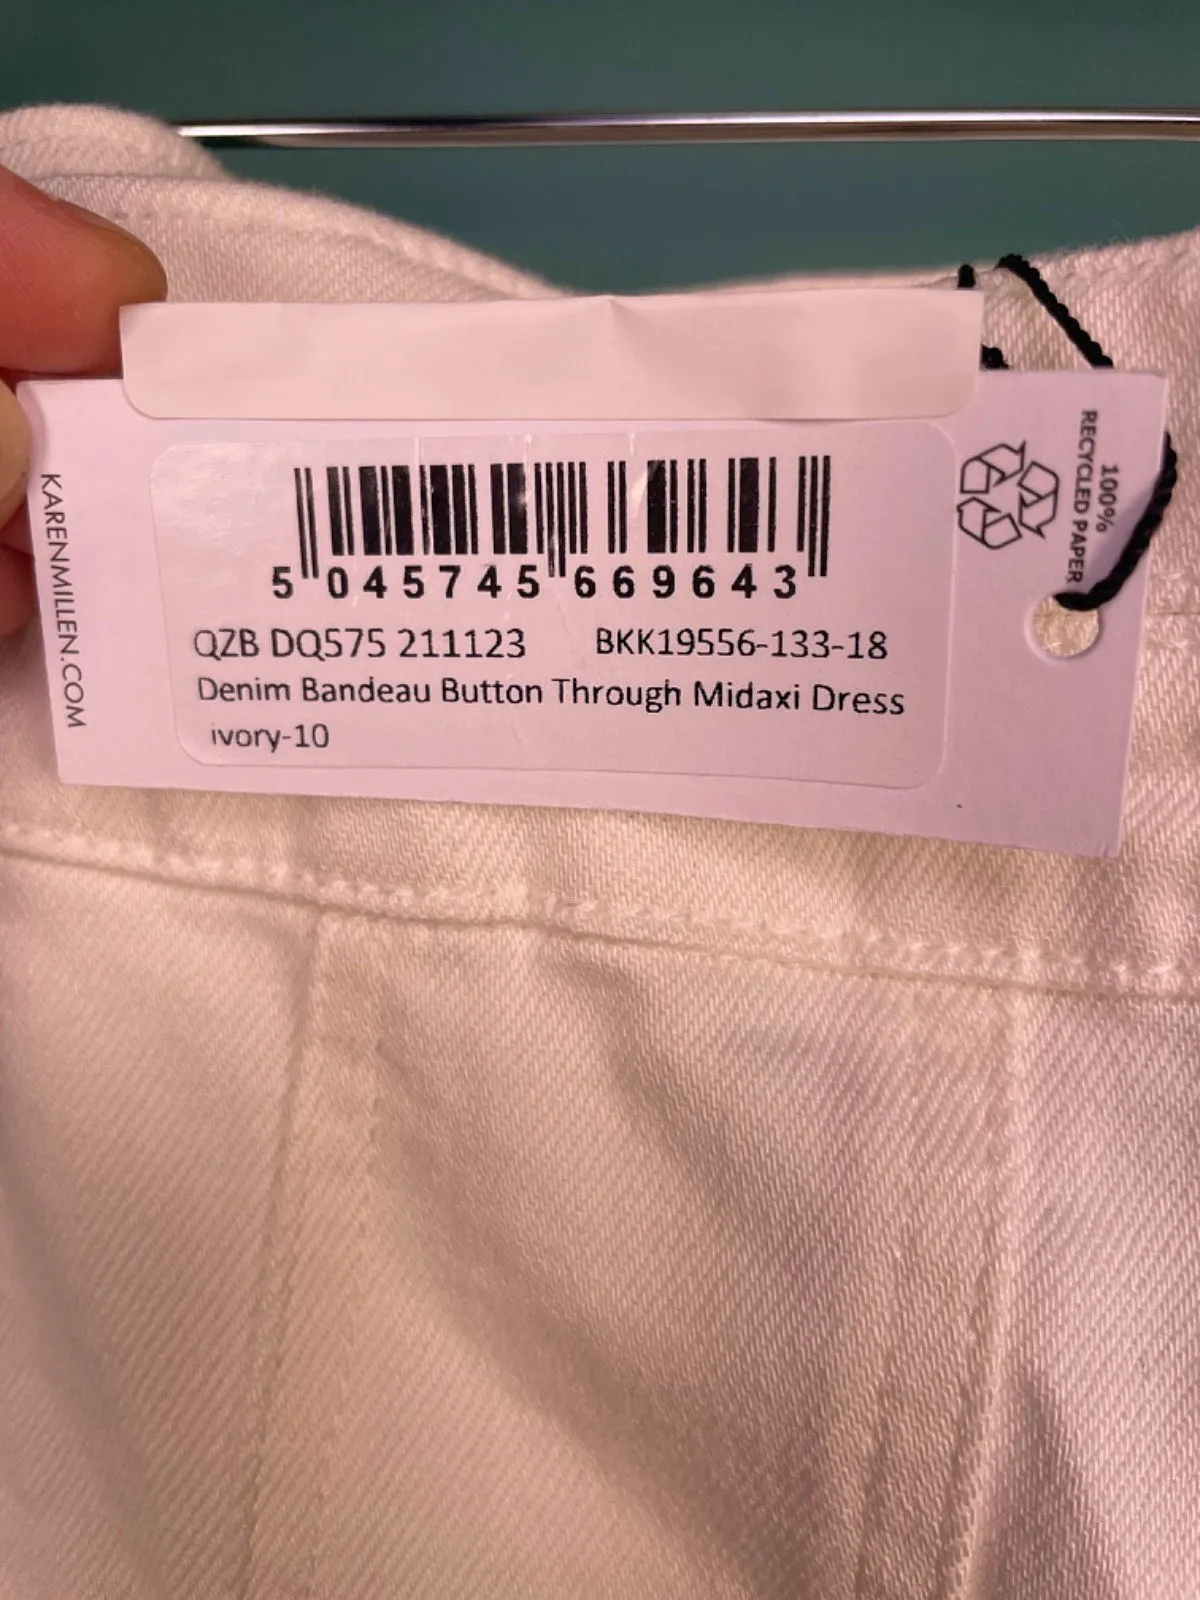 5 045745 669643
QZB DQ575 211123 BKK19556-133-18
Denim Bandeau Button Through Midaxi Dress
ivory-10
KARENMILLEN.COM
100%
RECYCLED PAPER